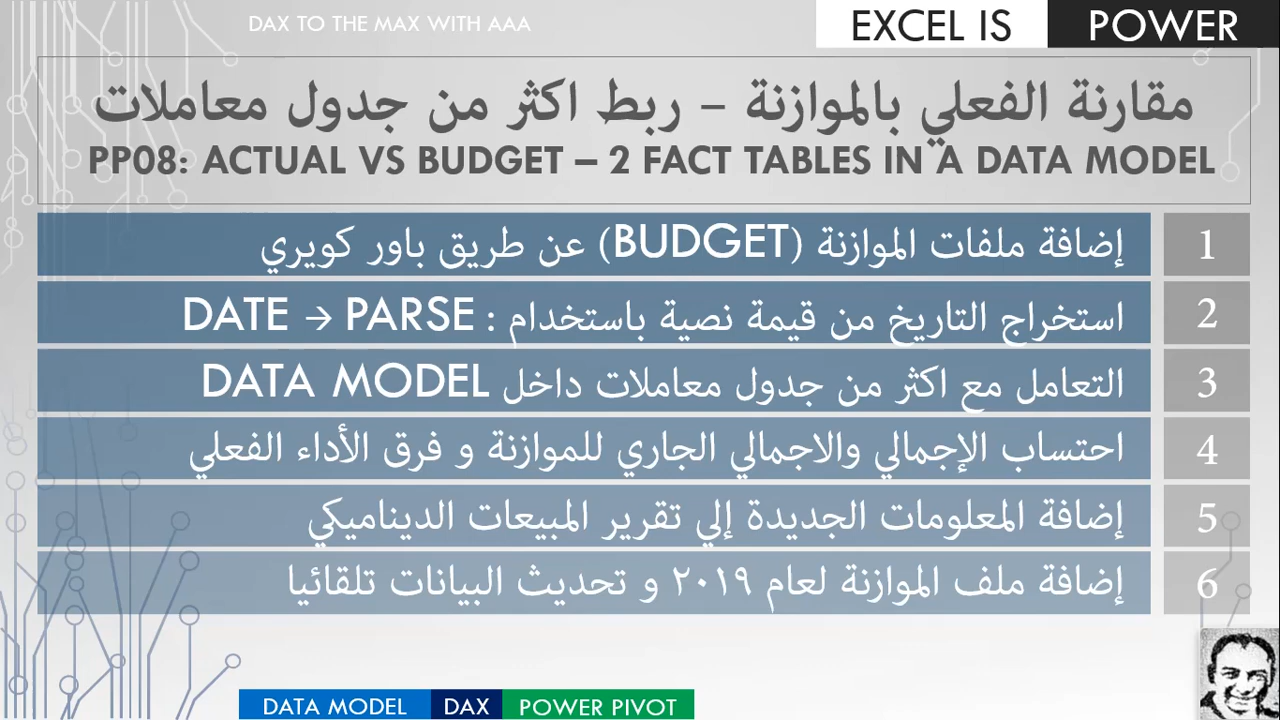 DAX TO THE MAX WITH AAA
EXCEL IS POWER
مقارنة الفعلي بالموازنة – ربط اكثر من جدول معاملات
PP08: ACTUAL VS BUDGET – 2 FACT TABLES IN A DATA MODEL
1 إضافة ملفات الموازنة (BUDGET) عن طريق باور كويري
2 استخراج التاريخ من قيمة نصية باستخدام : DATE → PARSE
3 التعامل مع اكثر من جدول معاملات داخل DATA MODEL
4 احتساب الإجمالي والاجمالي الجاري للموازنة و فرق الأداء الفعلي
5 إضافة المعلومات الجديدة إلي تقرير المبيعات الديناميكي
6 إضافة ملف الموازنة لعام ٢٠١٩ و تحديث البيانات تلقائيا
DATA MODEL DAX POWER PIVOT